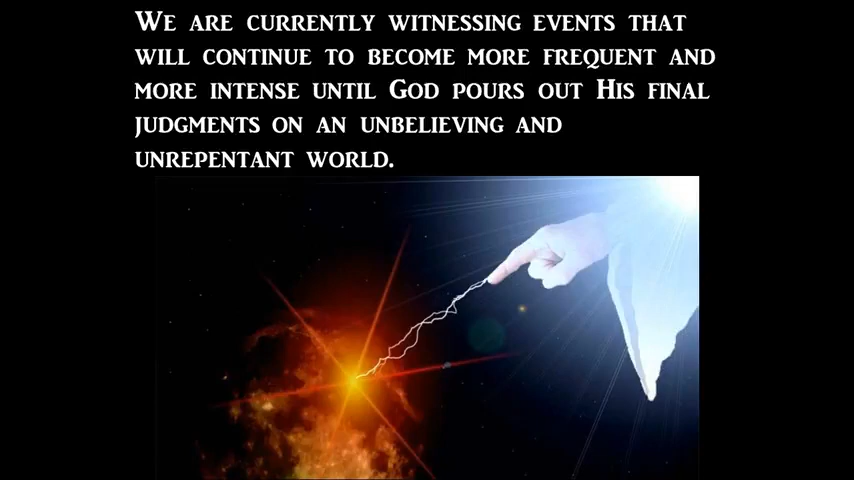 We are currently witnessing events that
will continue to become more frequent and
more intense until God pours out His final
judgments on an unbelieving and
unrepentant world.